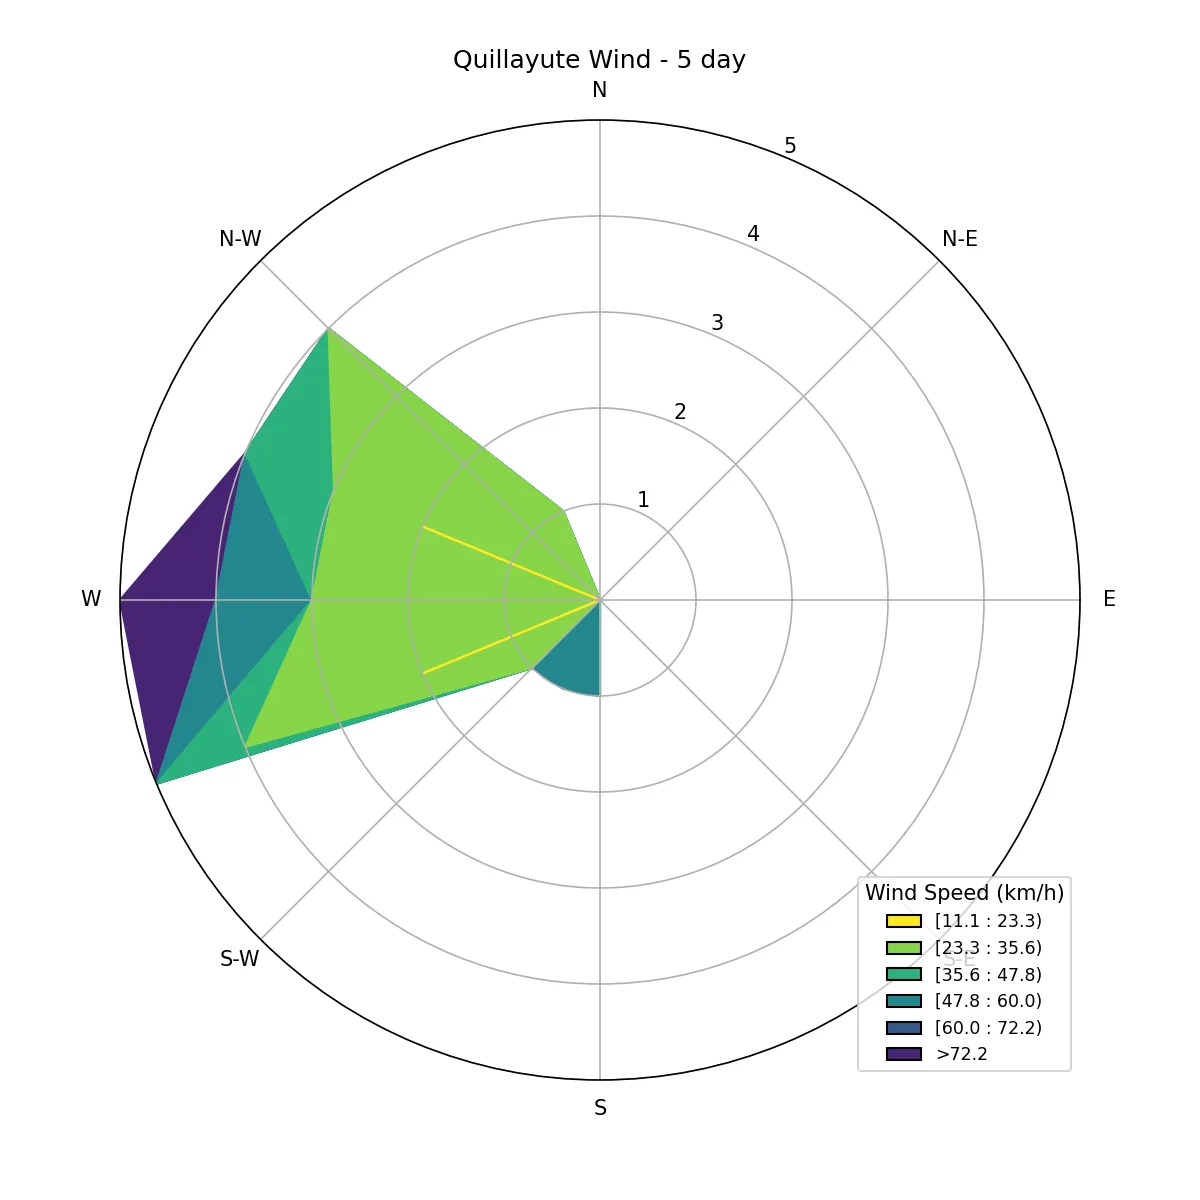 Quillayute Wind - 5 day
N
5
4
N-W
N-E
3
2
1
W
E
Wind Speed (km/h)
[11.1 : 23.3)
[23.3 : 35.6)
S-W
S-E
[35.6 : 47.8)
[47.8 : 60.0)
[60.0 : 72.2)
>72.2
S